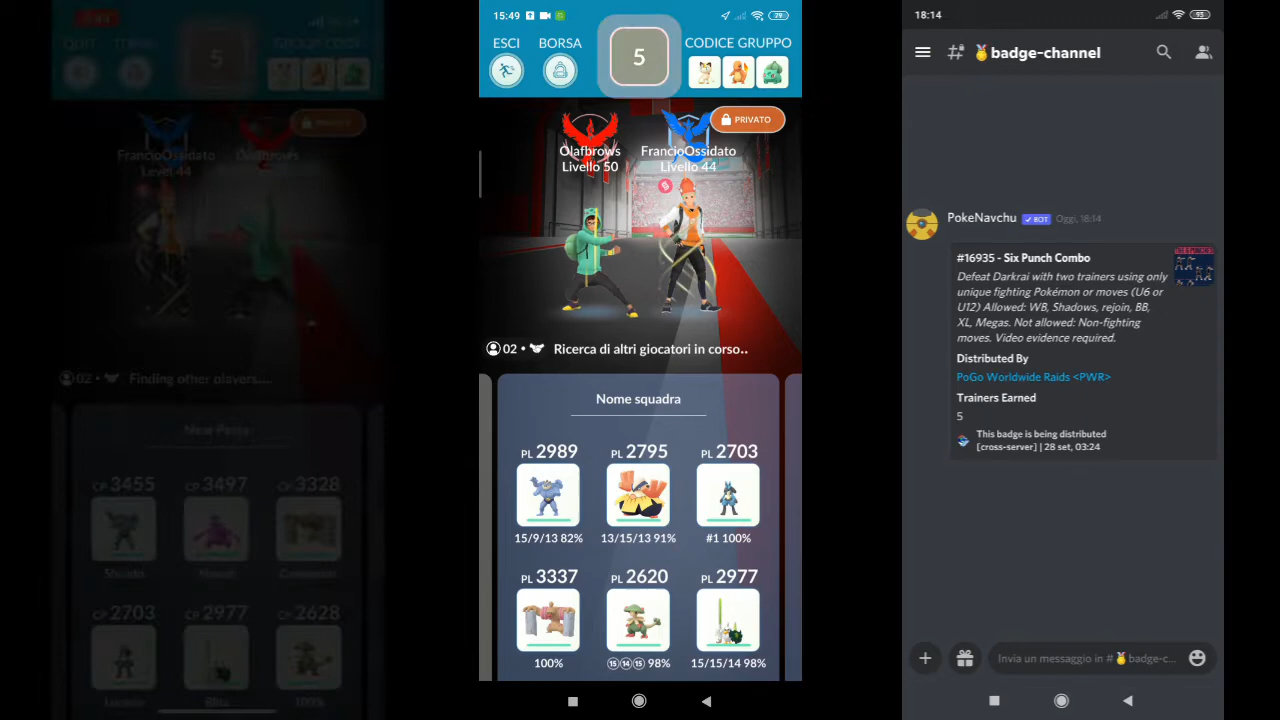 QUIT
5
FrancioOssidato
Level 44
02 • Finding other players....
CP 3455 CP 3497 CP 3328
CP 2703 CP 2977 CP 2628
100%
15:49
79
ESCI
BORSA
5
CODICE GRUPPO
PRIVATO
Olafbrows
Livello 50
FrancioOssidato
Livello 44
02 • Ricerca di altri giocatori in corso..
Nome squadra
PL 2989 PL 2795 PL 2703
15/9/13 82% 13/15/13 91% #1 100%
PL 3337 PL 2620 PL 2977
100% 15 14 15 98% 15/15/14 98%
18:14
95
badge-channel
PokeNavchu ✓ BOT Oggi, 18:14
#16935 - Six Punch Combo
Defeat Darkrai with two trainers using only
unique fighting Pokémon or moves (U6 or
U12) Allowed: WB, Shadows, rejoin, BB,
XL, Megas. Not allowed: Non-fighting
moves. Video evidence required.
Distributed By
PoGo Worldwide Raids <PWR>
Trainers Earned
5
This badge is being distributed
[cross-server] | 28 set, 03:24
Invia un messaggio in # badge-c...